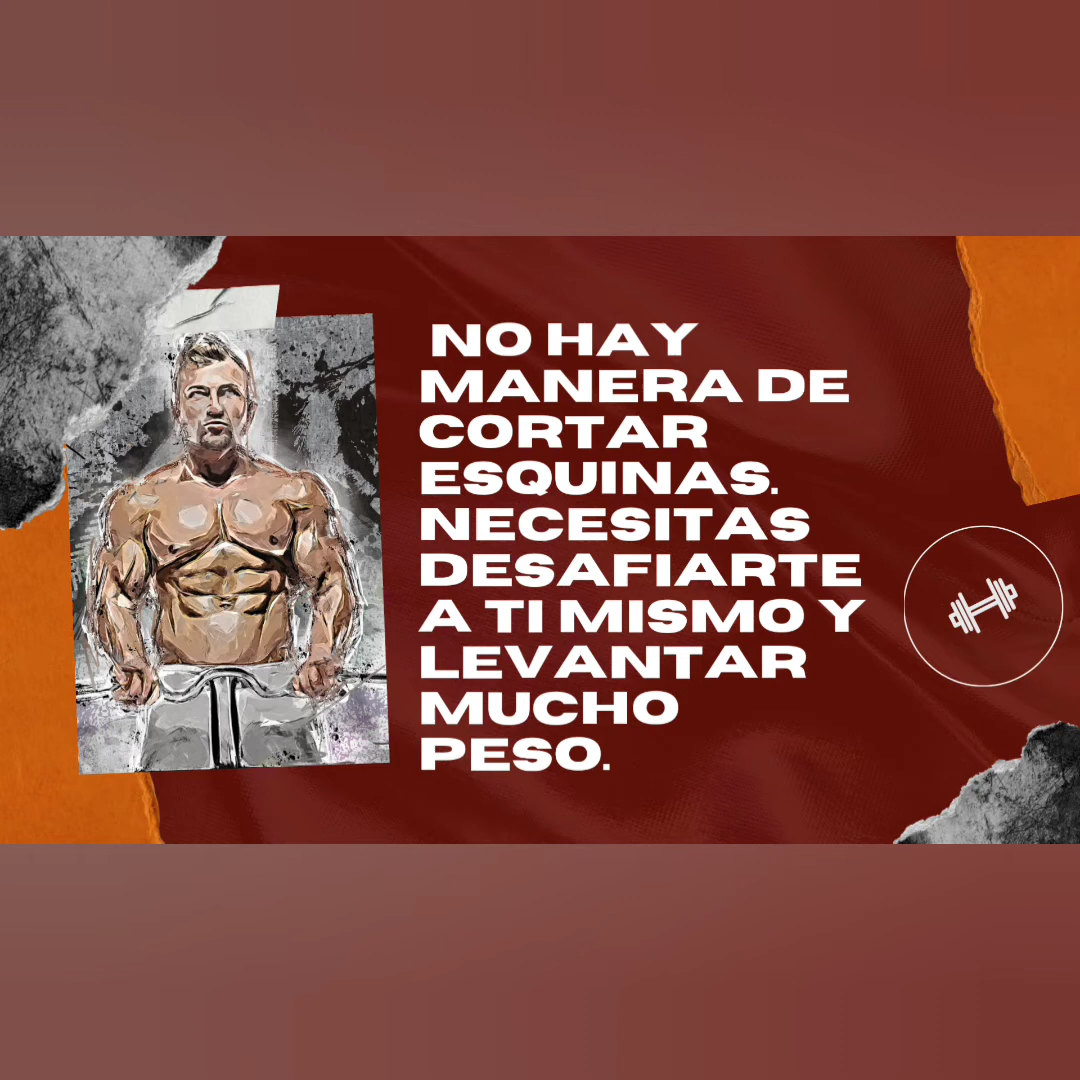 NO HAY
MANERA DE
CORTAR
ESQUINAS.
NECESITAS
DESAFIARTE
A TI MISMO Y
LEVANTAR
MUCHO
PESO.